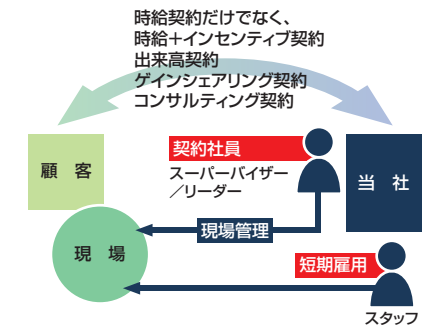 時給契約だけでなく、
時給＋インセンティブ契約
出来高契約
ゲインシェアリング契約
コンサルティング契約
顧 客
契約社員
スーパーバイザー
／リーダー
当 社
現場管理
現 場
短期雇用
スタッフ